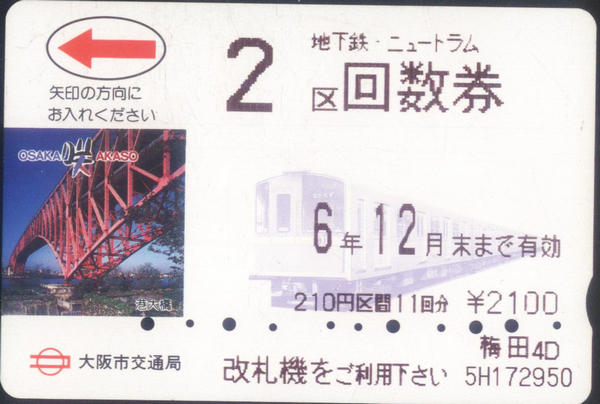 矢印の方向に
お入れください
OSAKA 咲 AKASO
港大橋
大阪市交通局
地下鉄・ニュートラム
2区 回数券
6年12月末まで有効
210円区間11回分 ¥2100
梅田4D
改札機をご利用下さい 5H172950